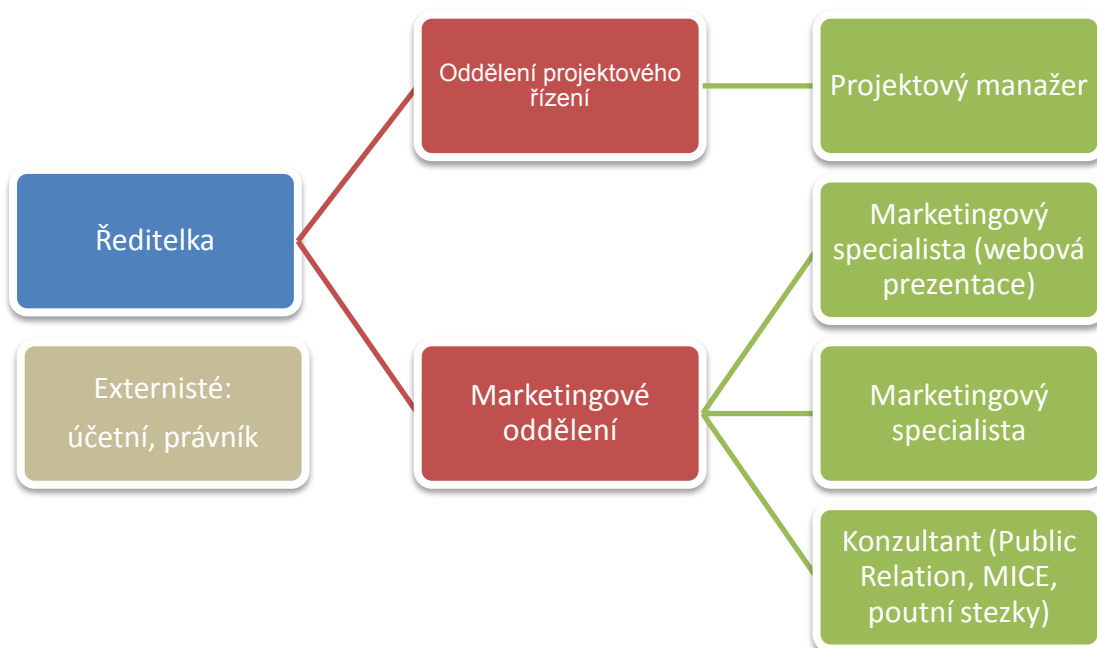 Oddělení projektového
řízení
Projektový manažer
Ředitelka
Marketingový
specialista (webová
prezentace)
Externisté:
účetní, právník
Marketingové
oddělení
Marketingový
specialista
Konzultant (Public
Relation, MICE,
poutní stezky)